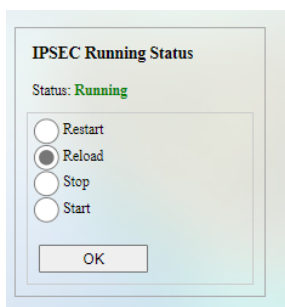 IPSEC Running Status
Status: Running
Restart
Reload
Stop
Start
OK